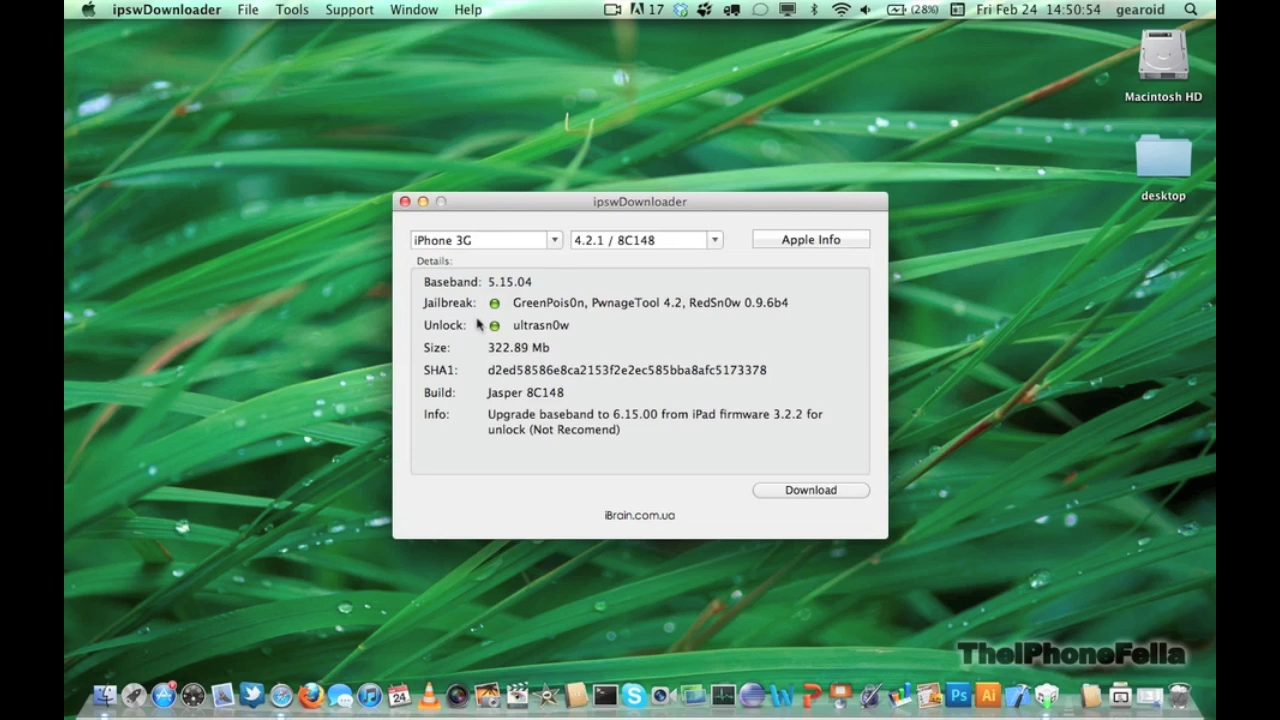 ipswDownloader File Tools Support Window Help 17 (28%) Fri Feb 24 14:50:54 gearoid
Macintosh HD
desktop
ipswDownloader
iPhone 3G 4.2.1 / 8C148 Apple Info
Details:
Baseband: 5.15.04
Jailbreak: GreenPois0n, PwnageTool 4.2, RedSn0w 0.9.6b4
Unlock: ultrasn0w
Size: 322.89 Mb
SHA1: d2ed58586e8ca2153f2e2ec585bba8afc5173378
Build: Jasper 8C148
Info: Upgrade baseband to 6.15.00 from iPad firmware 3.2.2 for
unlock (Not Recomend)
Download
iBrain.com.ua
TheIPhoneFella
24 Ps Ai